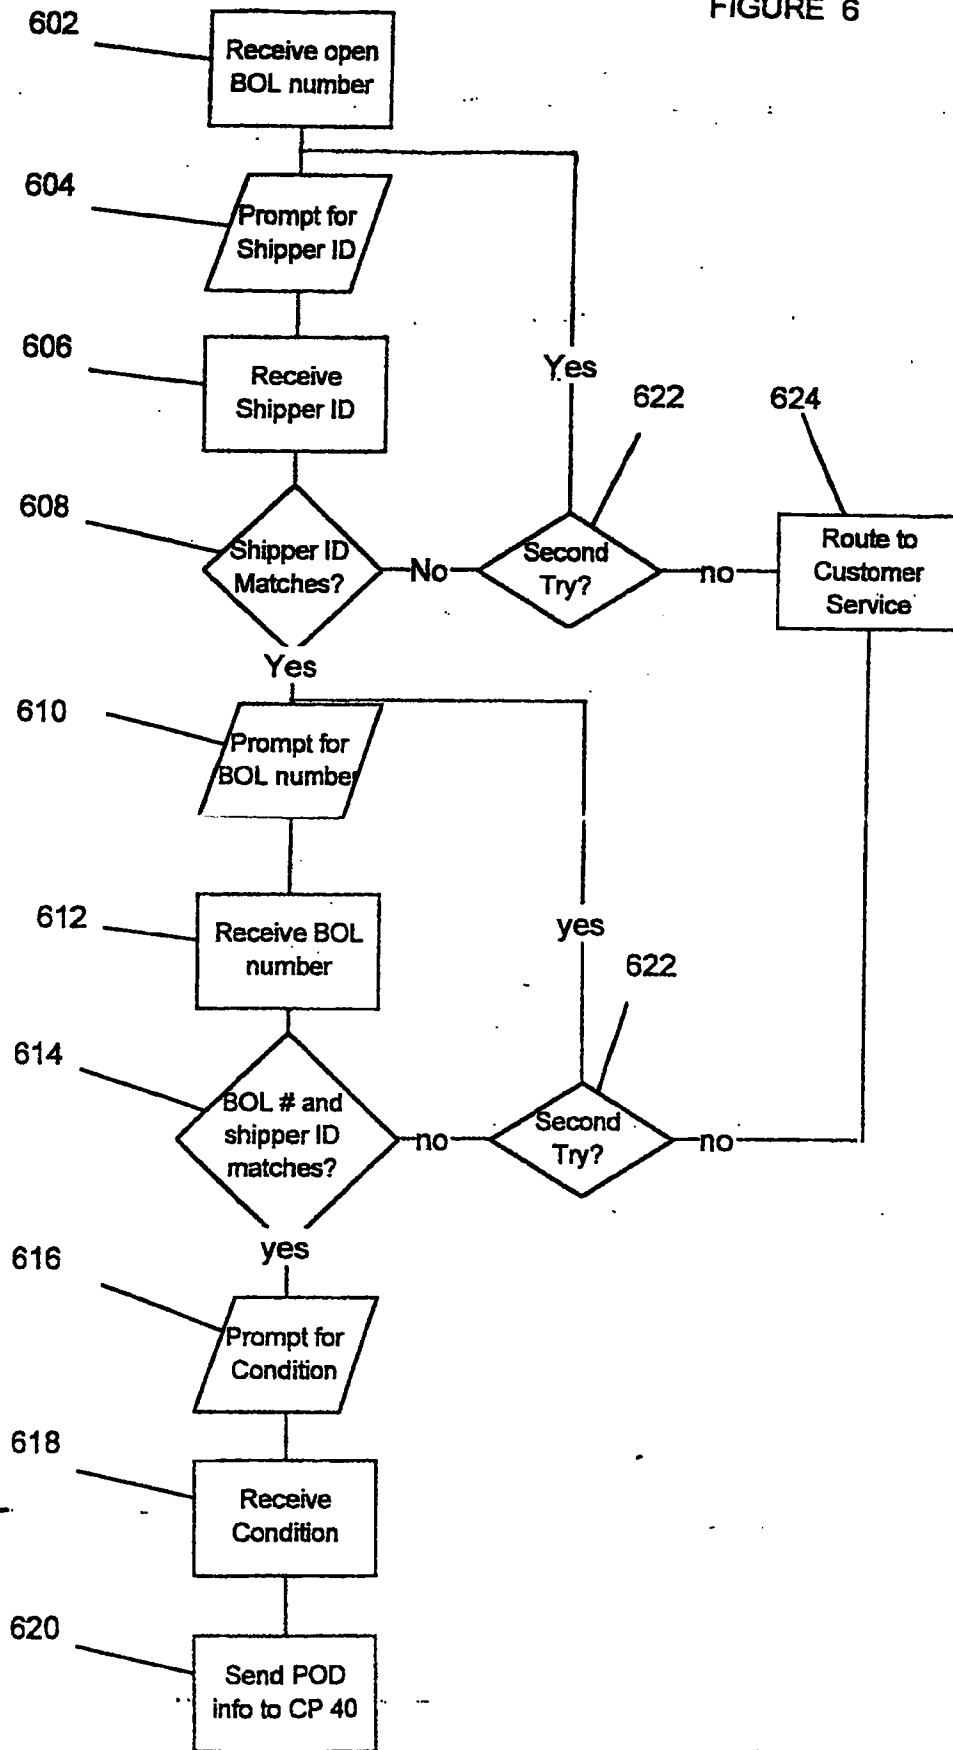 FIGURE 6
602
Receive open
BOL number
604
Prompt for
Shipper ID
606
Receive
Shipper ID
Yes
622
624
608
Shipper ID
Matches?
No
Second
Try?
no
Route to
Customer
Service
Yes
610
Prompt for
BOL number
612
Receive BOL
number
yes
622
614
BOL # and
shipper ID
matches?
no
Second
Try?
no
yes
616
Prompt for
Condition
618
Receive
Condition
620
Send POD
info to CP 40